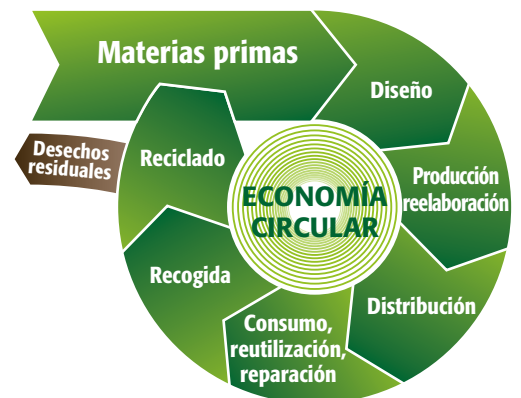 Materias primas
Diseño
Producción
reelaboración
Distribución
Consumo,
reutilización,
reparación
Recogida
Reciclado
Desechos
residuales
ECONOMÍA
CIRCULAR